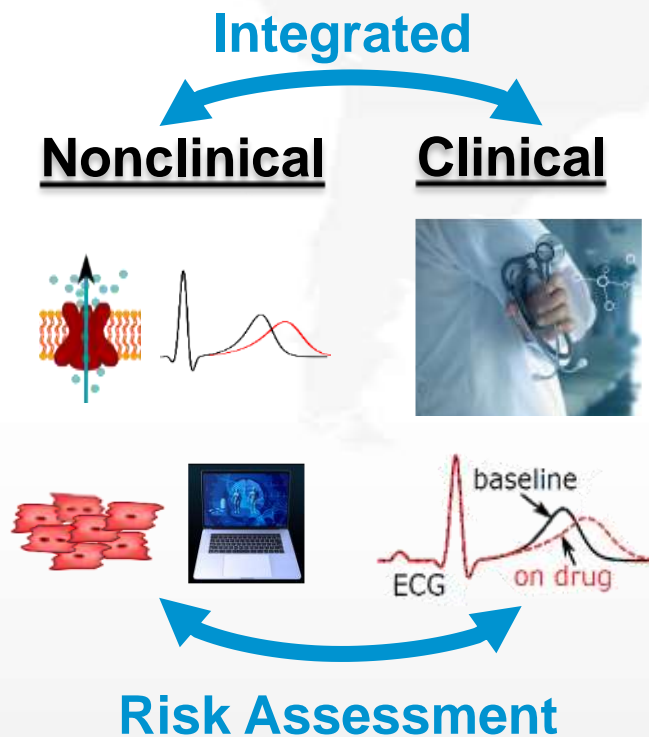 Integrated
Nonclinical
Clinical
baseline
ECG
on drug
Risk Assessment